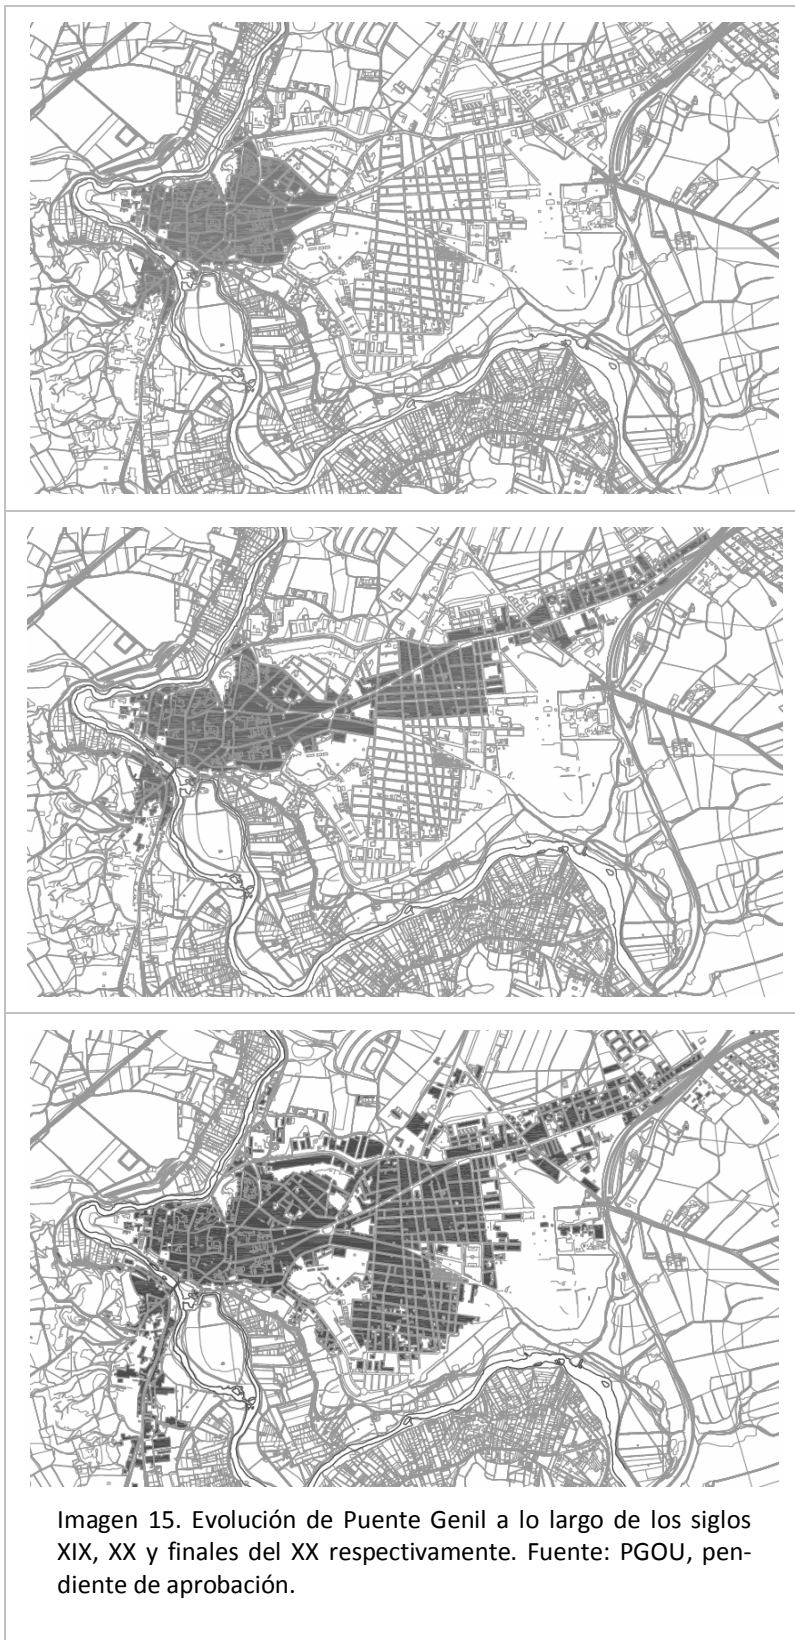 Imagen 15. Evolución de Puente Genil a lo largo de los siglos
XIX, XX y finales del XX respectivamente. Fuente: PGOU, pen-
diente de aprobación.